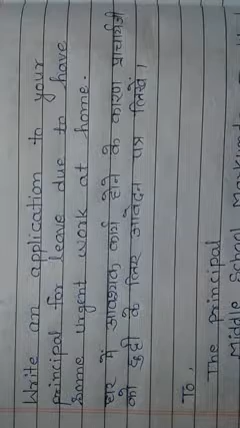 Write an application to your
principal for leave due to have
some urgent work at home.
घर में आवश्यक कार्य होने के कारण प्राचार्यजी
को छुट्टी के लिए आवेदन पत्र लिखें।
To,
The principal
Middle School